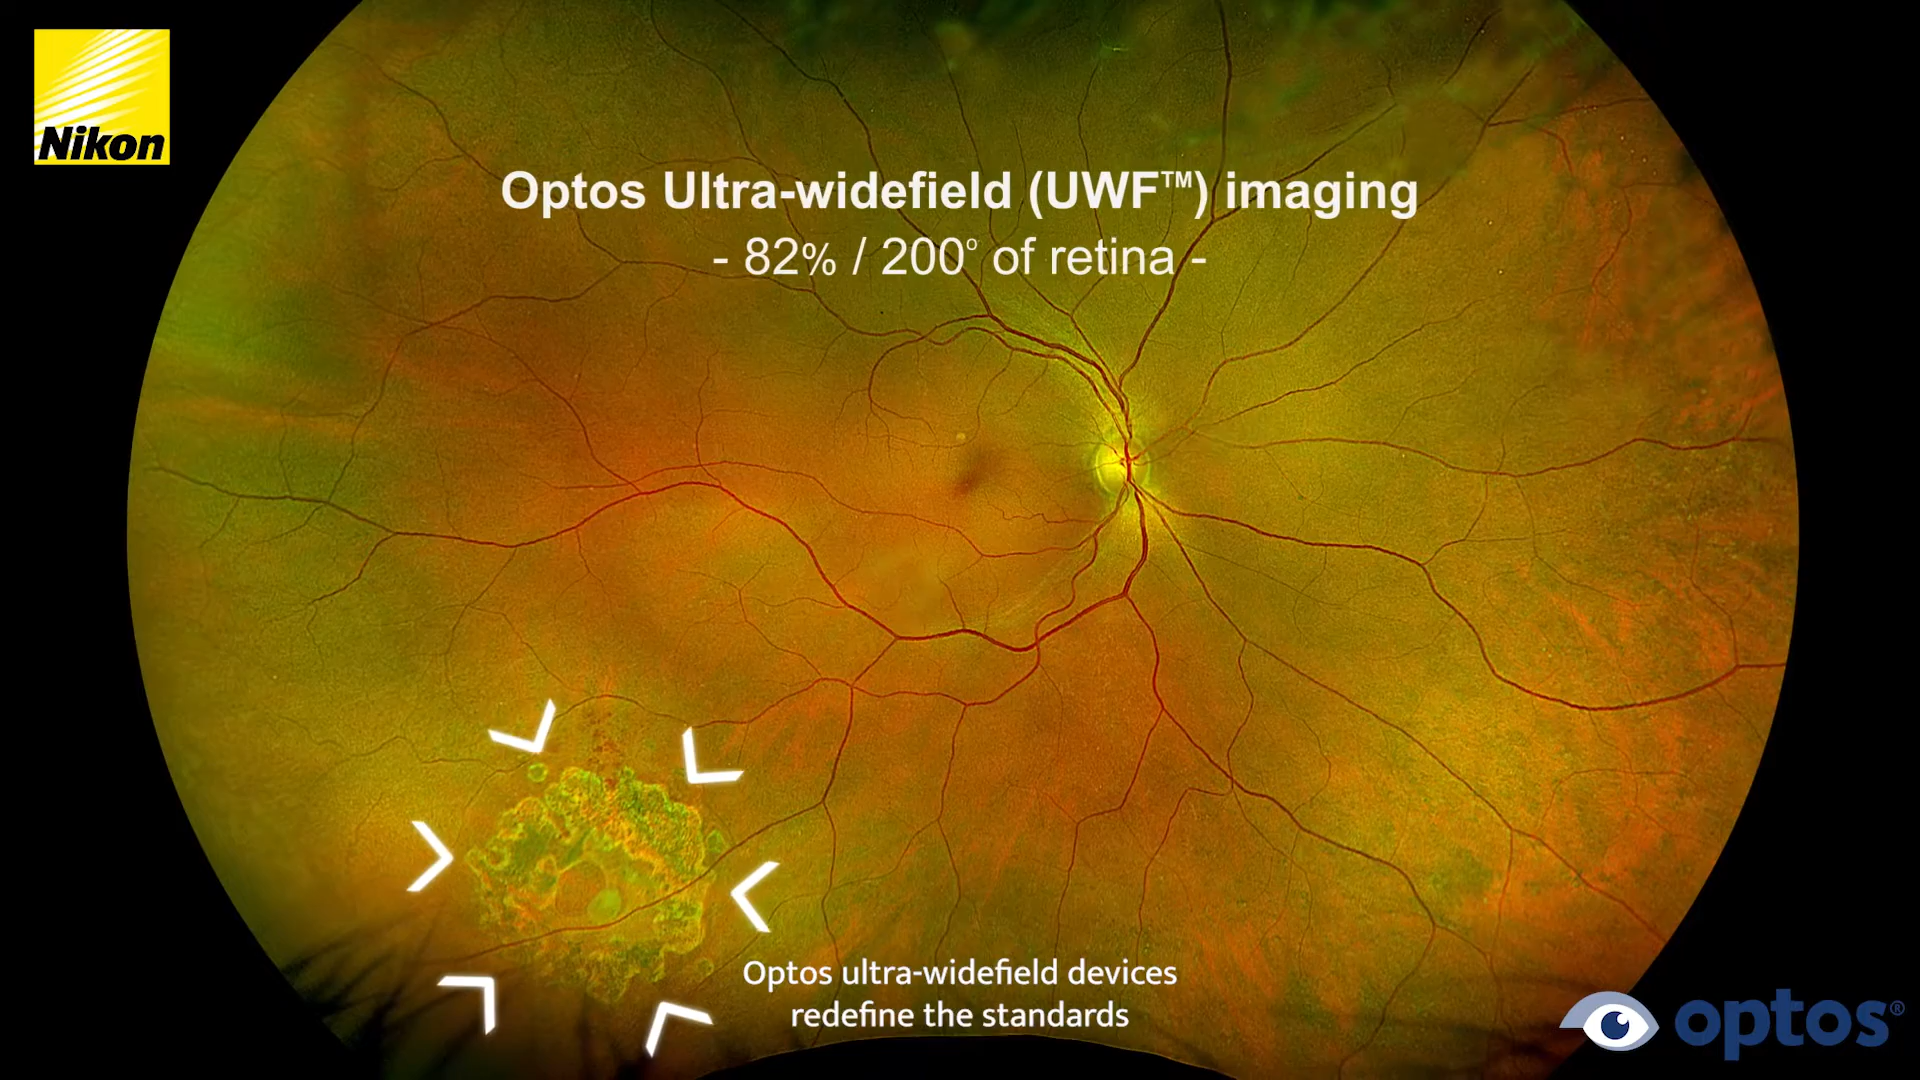 Nikon
Optos Ultra-widefield (UWF™) imaging
- 82% / 200° of retina -
Optos ultra-widefield devices
redefine the standards
optos®